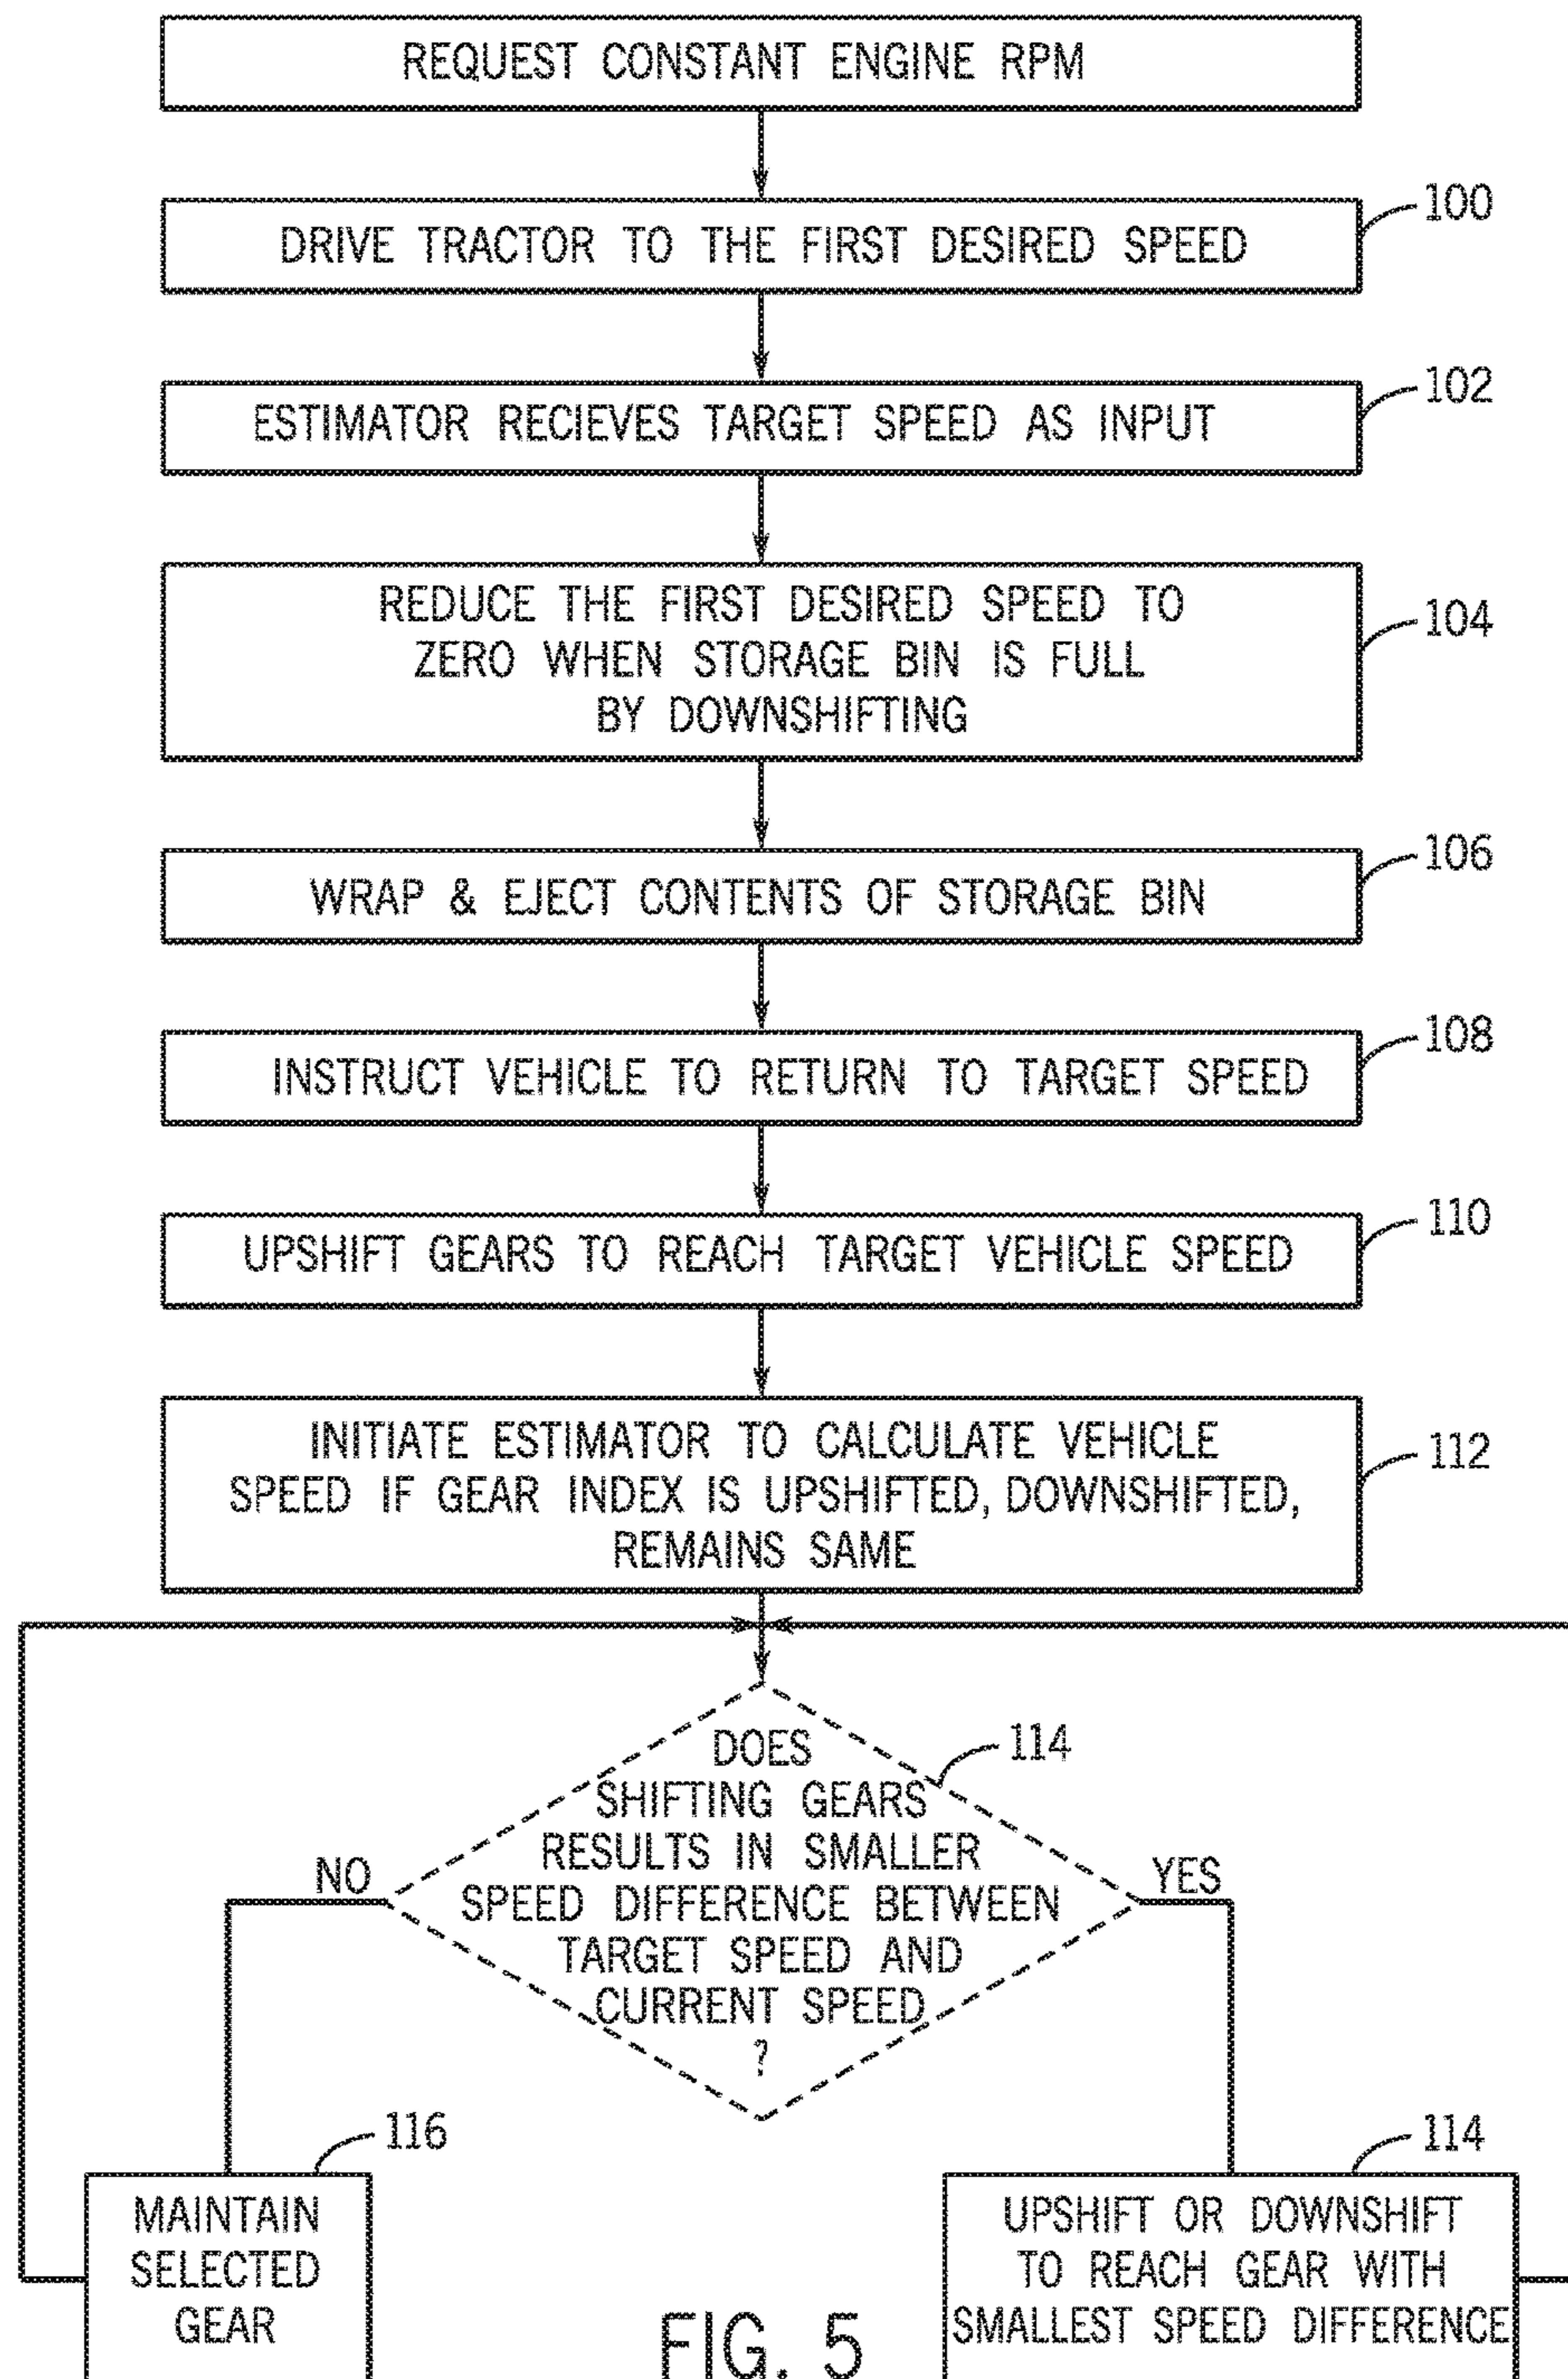 REQUEST CONSTANT ENGINE RPM
100
DRIVE TRACTOR TO THE FIRST DESIRED SPEED
102
ESTIMATOR RECIEVES TARGET SPEED AS INPUT
104
REDUCE THE FIRST DESIRED SPEED TO
ZERO WHEN STORAGE BIN IS FULL
BY DOWNSHIFTING
106
WRAP & EJECT CONTENTS OF STORAGE BIN
108
INSTRUCT VEHICLE TO RETURN TO TARGET SPEED
110
UPSHIFT GEARS TO REACH TARGET VEHICLE SPEED
112
INITIATE ESTIMATOR TO CALCULATE VEHICLE
SPEED IF GEAR INDEX IS UPSHIFTED, DOWNSHIFTED,
REMAINS SAME
114
DOES
SHIFTING GEARS
RESULTS IN SMALLER
SPEED DIFFERENCE BETWEEN
TARGET SPEED AND
CURRENT SPEED
?
NO
YES
116
MAINTAIN
SELECTED
GEAR
114
UPSHIFT OR DOWNSHIFT
TO REACH GEAR WITH
SMALLEST SPEED DIFFERENCE
FIG. 5